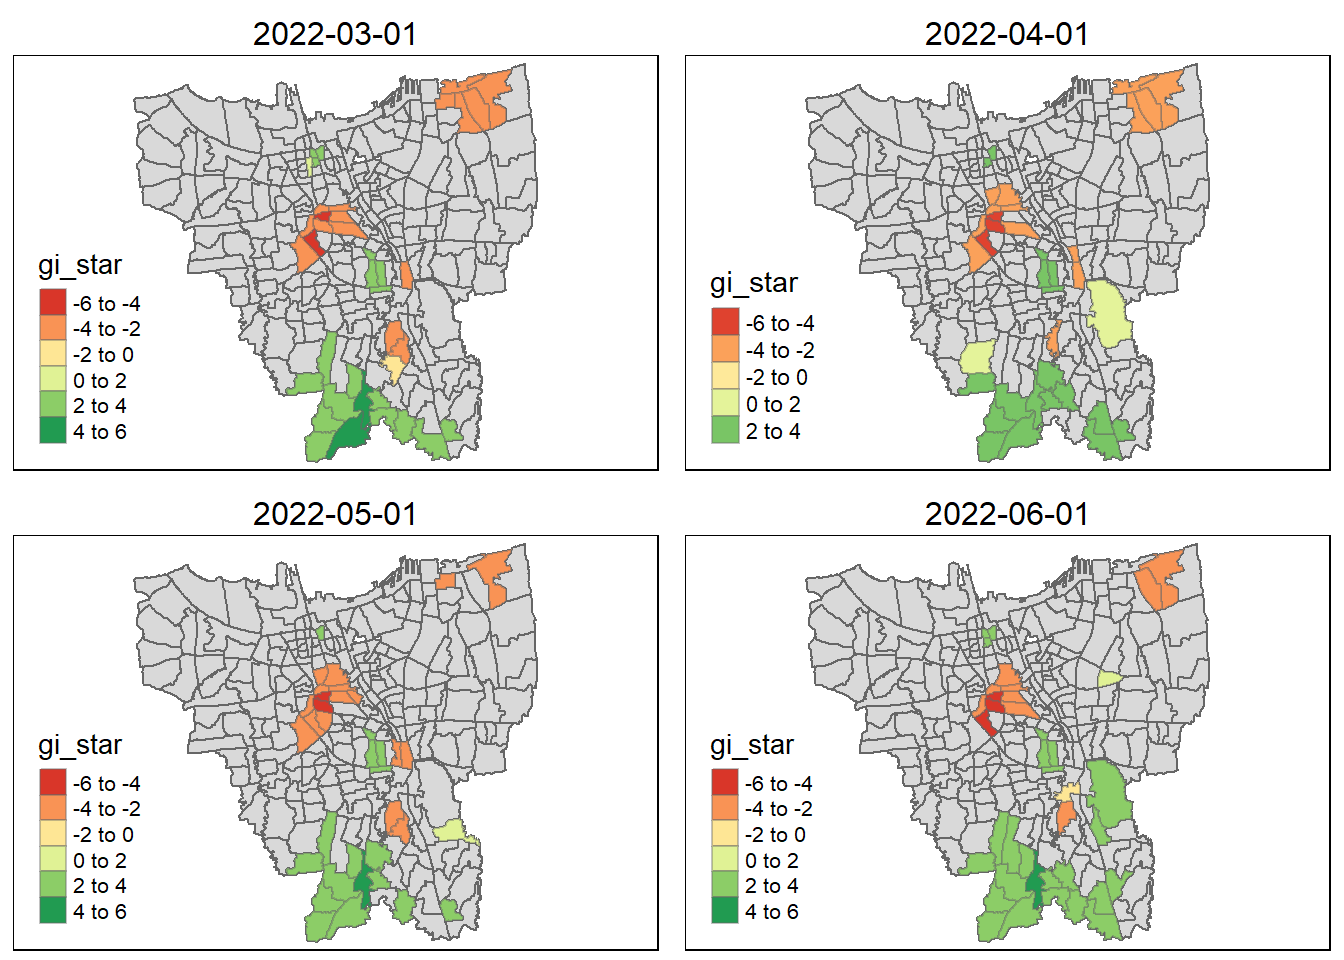 2022-03-01
gi_star
-6 to -4
-4 to -2
-2 to 0
0 to 2
2 to 4
4 to 6
2022-04-01
gi_star
-6 to -4
-4 to -2
-2 to 0
0 to 2
2 to 4
2022-05-01
gi_star
-6 to -4
-4 to -2
-2 to 0
0 to 2
2 to 4
4 to 6
2022-06-01
gi_star
-6 to -4
-4 to -2
-2 to 0
0 to 2
2 to 4
4 to 6